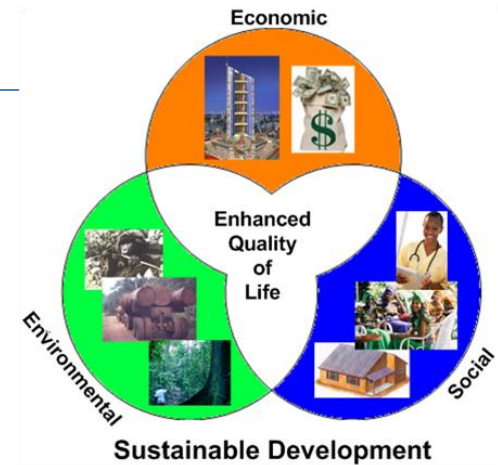 Economic
$
Enhanced
Quality
of
Life
Environmental
Social
Sustainable Development